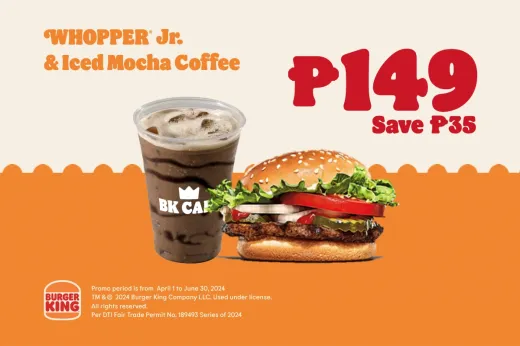 WHOPPER® Jr.
& Iced Mocha Coffee
₱149
Save ₱35
BK CAF
BURGER
KING
Promo period is from April 1 to June 30, 2024
TM & © 2024 Burger King Company LLC. Used under license.
All rights reserved.
Per DTI Fair Trade Permit No, 189493 Series of 2024